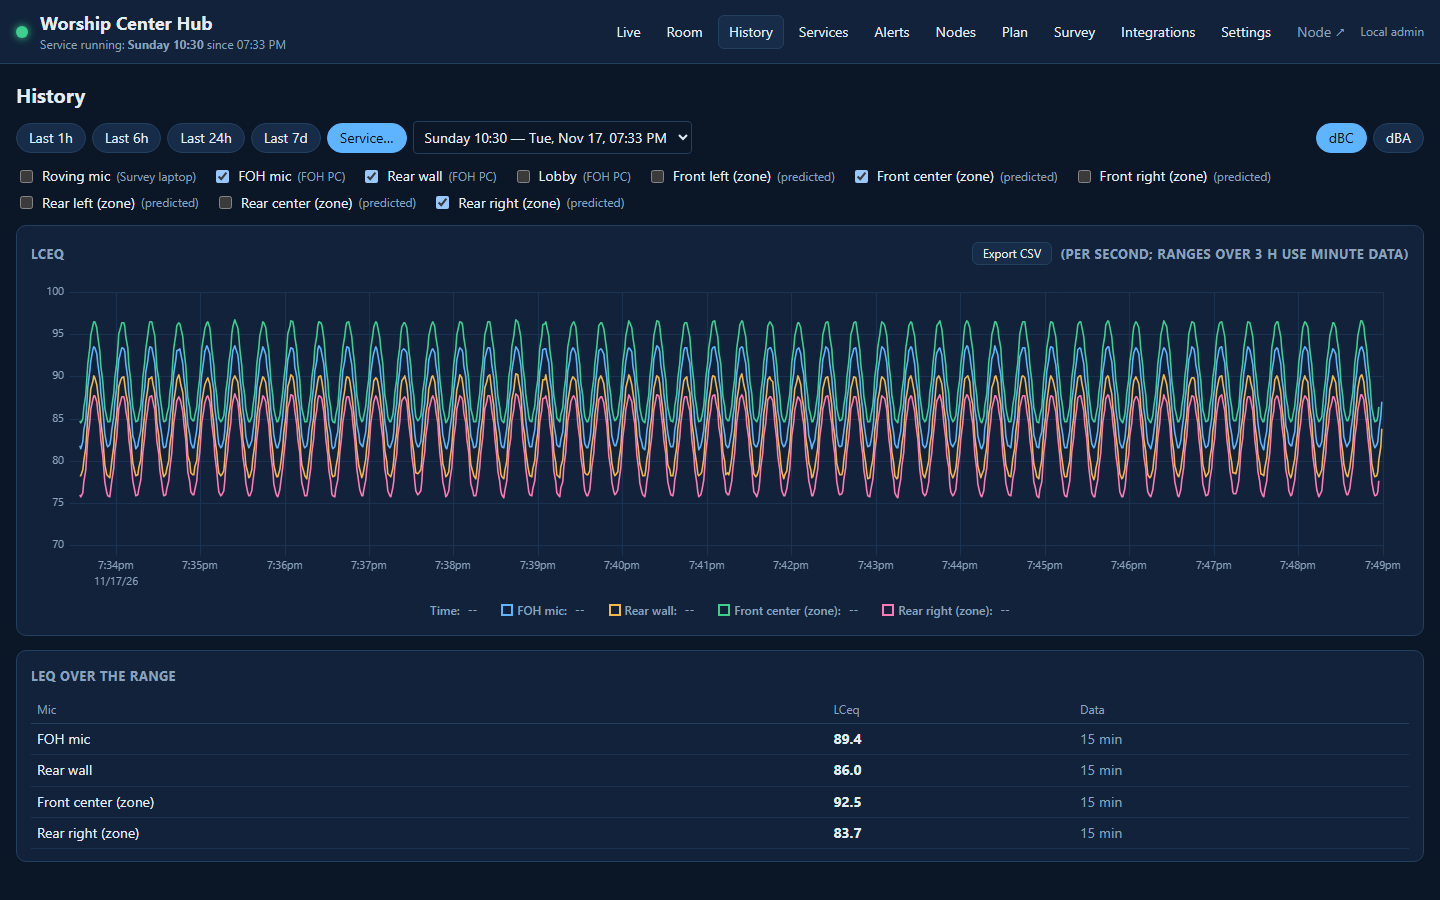 Worship Center Hub
Service running: Sunday 10:30 since 07:33 PM
Live Room History Services Alerts Nodes Plan Survey Integrations Settings Node ↗ Local admin
History
Last 1h Last 6h Last 24h Last 7d Service... Sunday 10:30 — Tue, Nov 17, 07:33 PM dBC dBA
Roving mic (Survey laptop) FOH mic (FOH PC) Rear wall (FOH PC) Lobby (FOH PC) Front left (zone) (predicted) Front center (zone) (predicted) Front right (zone) (predicted)
Rear left (zone) (predicted) Rear center (zone) (predicted) Rear right (zone) (predicted)
LCEQ Export CSV (PER SECOND; RANGES OVER 3 H USE MINUTE DATA)
100
95
90
85
80
75
70
7:34pm 7:35pm 7:36pm 7:37pm 7:38pm 7:39pm 7:40pm 7:41pm 7:42pm 7:43pm 7:44pm 7:45pm 7:46pm 7:47pm 7:48pm 7:49pm
11/17/26
Time: -- FOH mic: -- Rear wall: -- Front center (zone): -- Rear right (zone): --
LEQ OVER THE RANGE
Mic LCeq Data
FOH mic 89.4 15 min
Rear wall 86.0 15 min
Front center (zone) 92.5 15 min
Rear right (zone) 83.7 15 min